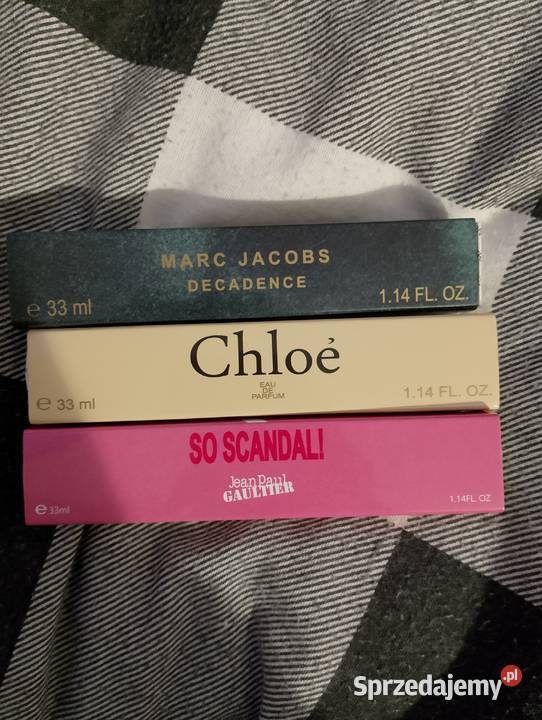 MARC JACOBS
DECADENCE
e 33 ml
1.14 FL. OZ.
Chloé
EAU
DE
PARFUM
e 33 ml
1.14 FL. OZ.
SO SCANDAL!
Jean Paul
GAULTIER
e 33ml
1.14FL. OZ
Sprzedajemy.pl